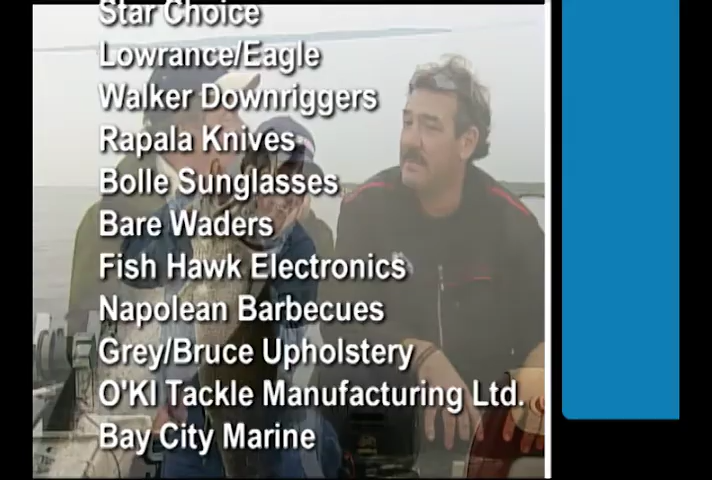 Star Choice
Lowrance/Eagle
Walker Downriggers
Rapala Knives
Bolle Sunglasses
Bare Waders
Fish Hawk Electronics
Napolean Barbecues
Grey/Bruce Upholstery
O'KI Tackle Manufacturing Ltd.
Bay City Marine